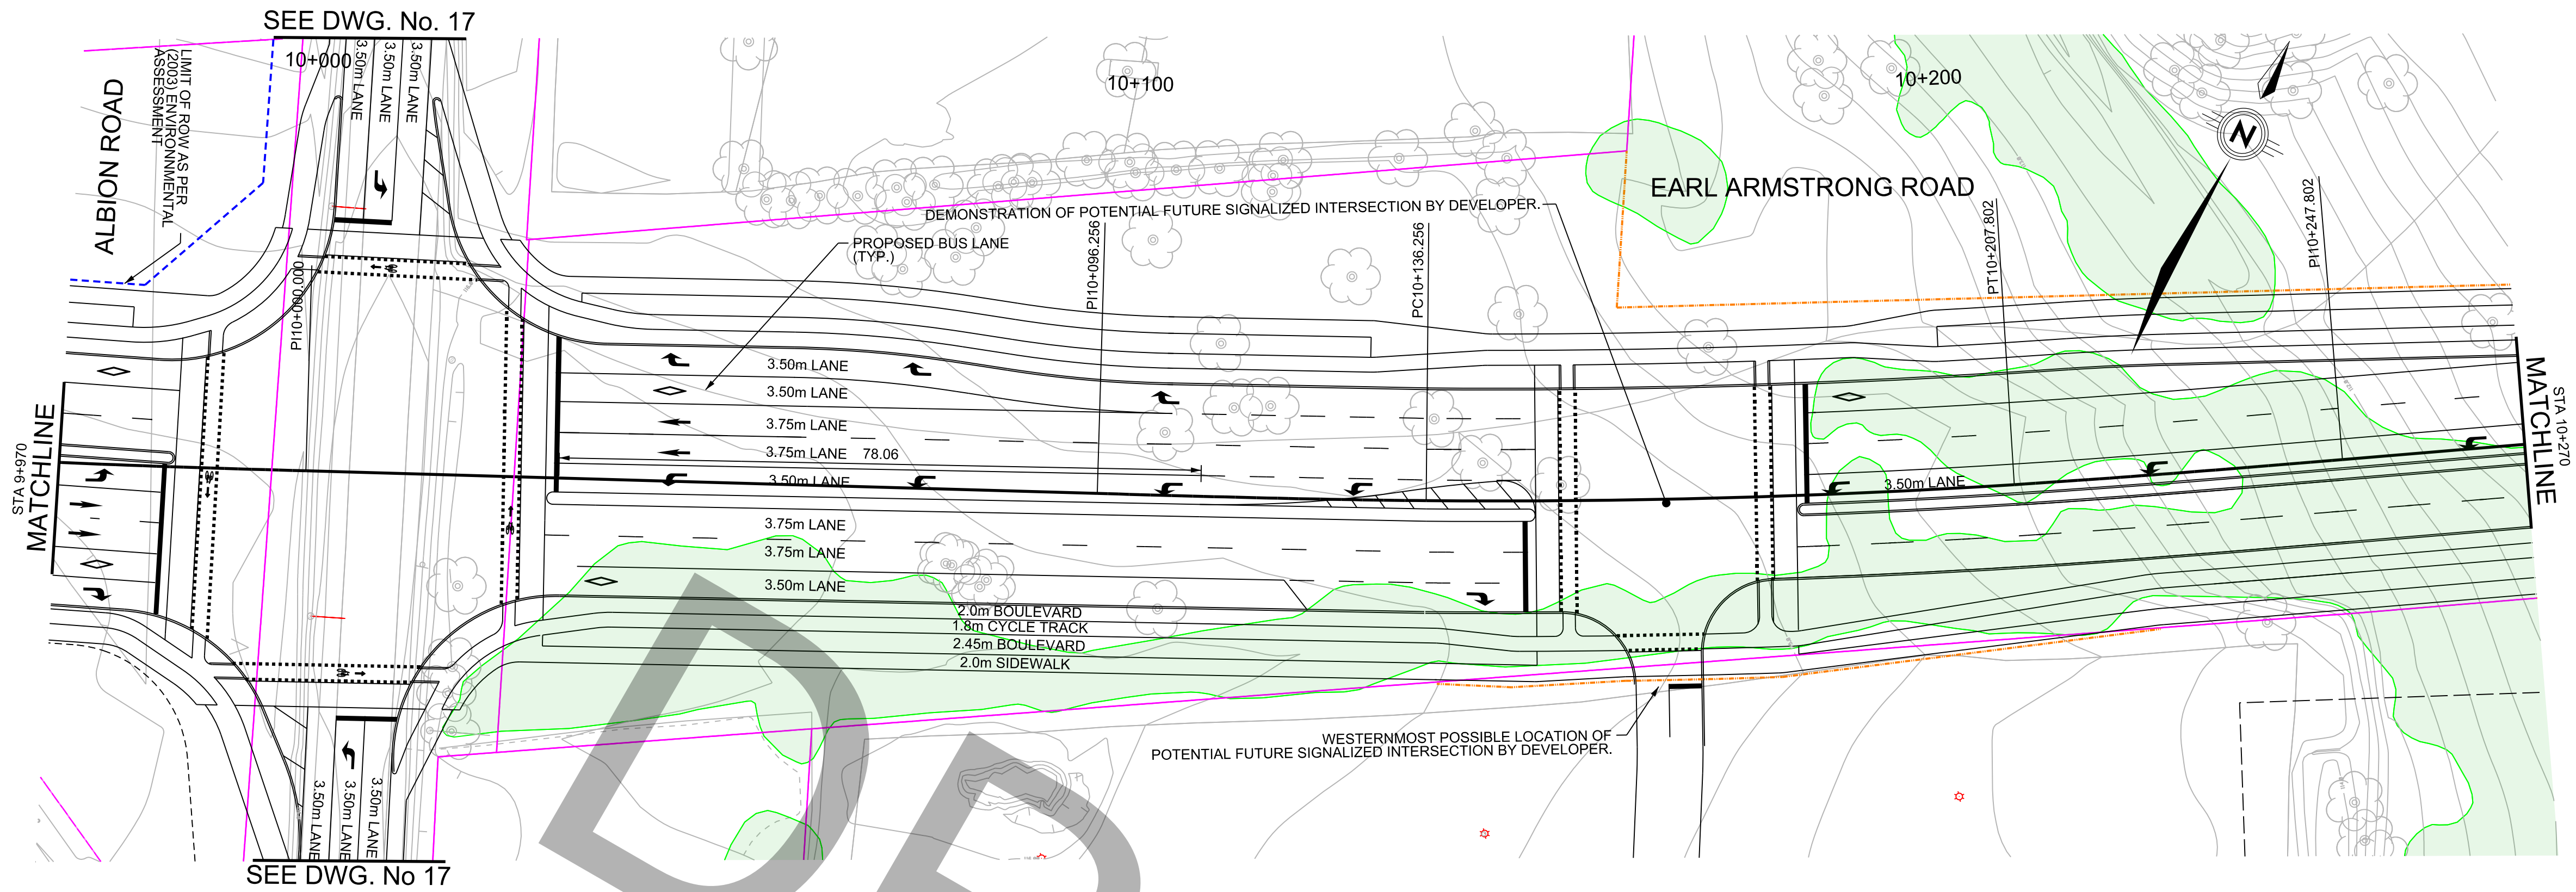 SEE DWG. No. 17
10+000
3.50m LANE
3.50m LANE
3.50m LANE
LIMIT OF ROW AS PER
(2003) ENVIRONNMENTAL
ASSESSMENT
ALBION ROAD
10+100
10+200
N
EARL ARMSTRONG ROAD
DEMONSTRATION OF POTENTIAL FUTURE SIGNALIZED INTERSECTION BY DEVELOPER.
PROPOSED BUS LANE
(TYP.)
PI10+000.000
PI10+096.256
PC10+136.256
PT10+207.802
PI10+247.802
3.50m LANE
3.50m LANE
3.75m LANE
3.75m LANE 78.06
3.50m LANE
3.50m LANE
STA 9+970
MATCHLINE
MATCHLINE
STA 10+270
3.75m LANE
3.75m LANE
3.50m LANE
2.0m BOULEVARD
1.8m CYCLE TRACK
2.45m BOULEVARD
2.0m SIDEWALK
WESTERNMOST POSSIBLE LOCATION OF
POTENTIAL FUTURE SIGNALIZED INTERSECTION BY DEVELOPER.
3.50m LANE
3.50m LANE
3.50m LANE
SEE DWG. No 17